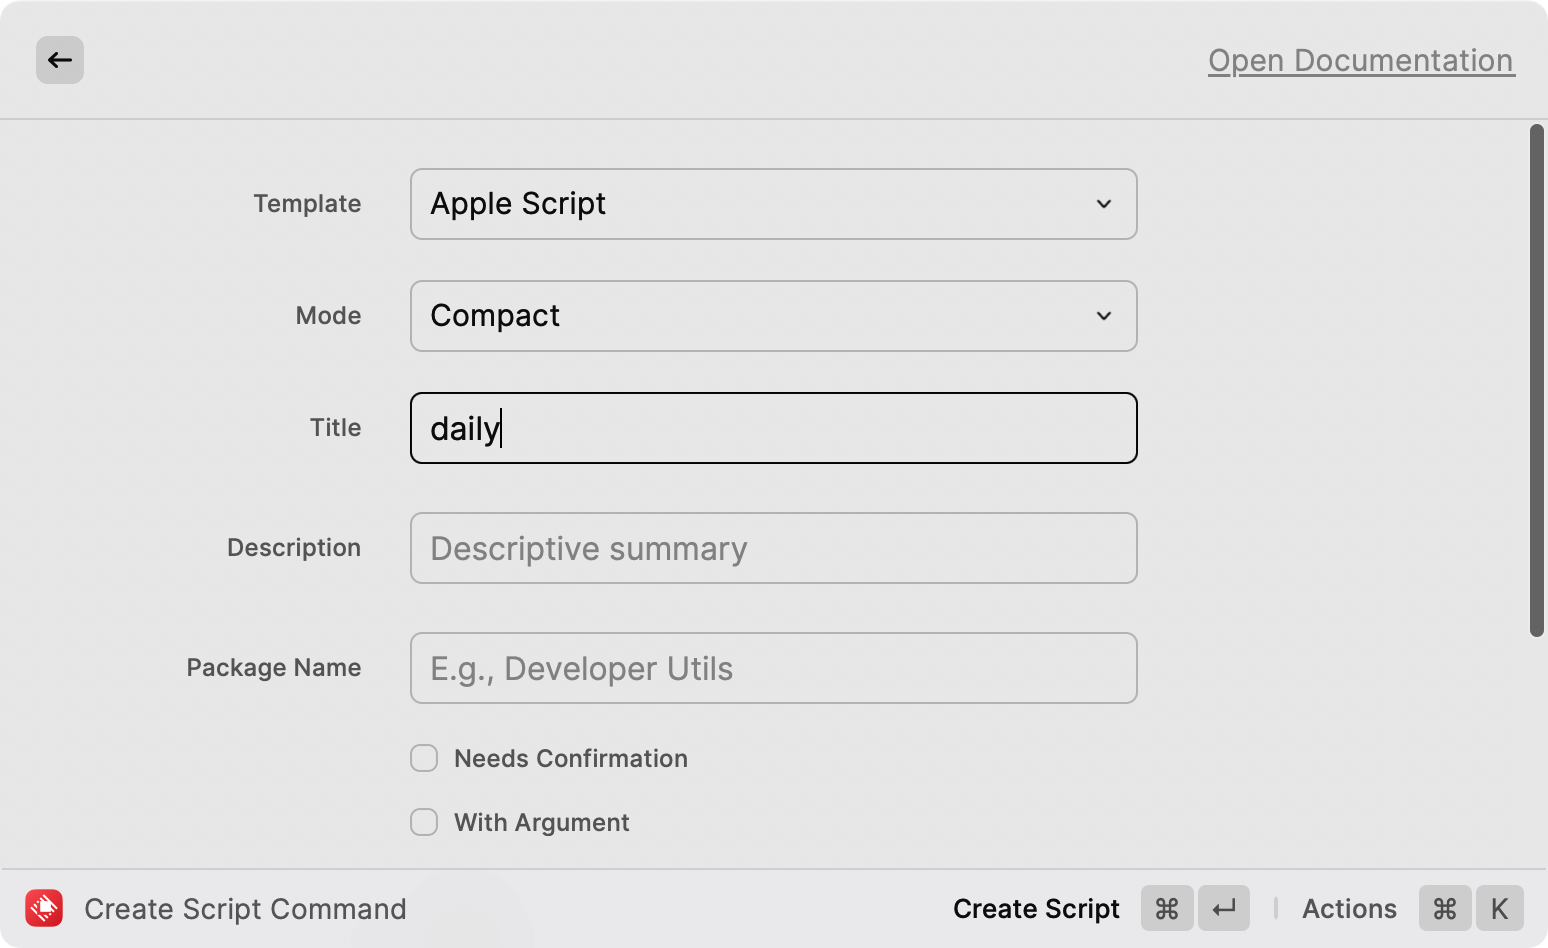 Open Documentation
Template
Apple Script
Mode
Compact
Title
daily
Description
Descriptive summary
Package Name
E.g., Developer Utils
Needs Confirmation
With Argument
Create Script Command
Create Script ⌘ ↵ | Actions ⌘ K